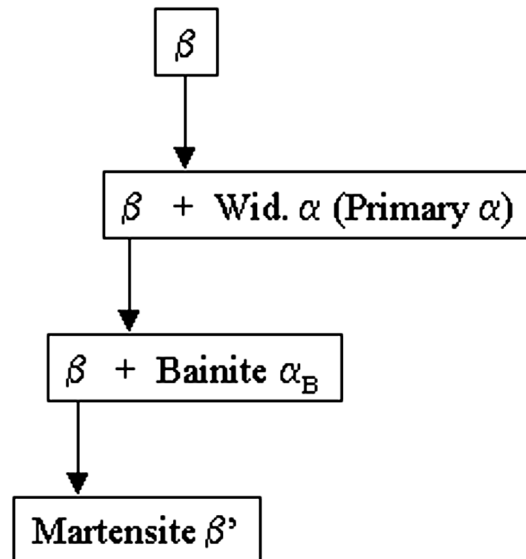 β
β + Wid. α (Primary α)
β + Bainite α_B
Martensite β’